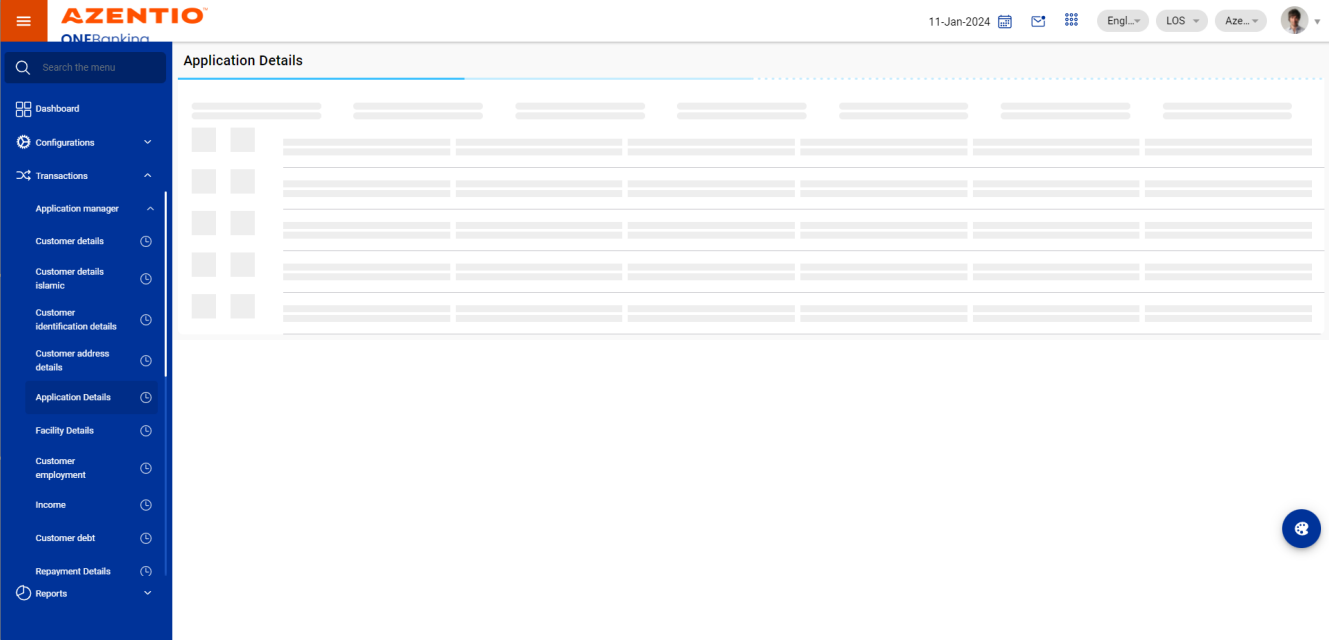 AZENTIO™
ONEBanking
11-Jan-2024
Engl...
LOS
Aze...
Search the menu
Application Details
Dashboard
Configurations
Transactions
Application manager
Customer details
Customer details
islamic
Customer
identification details
Customer address
details
Application Details
Facility Details
Customer
employment
Income
Customer debt
Repayment Details
Reports